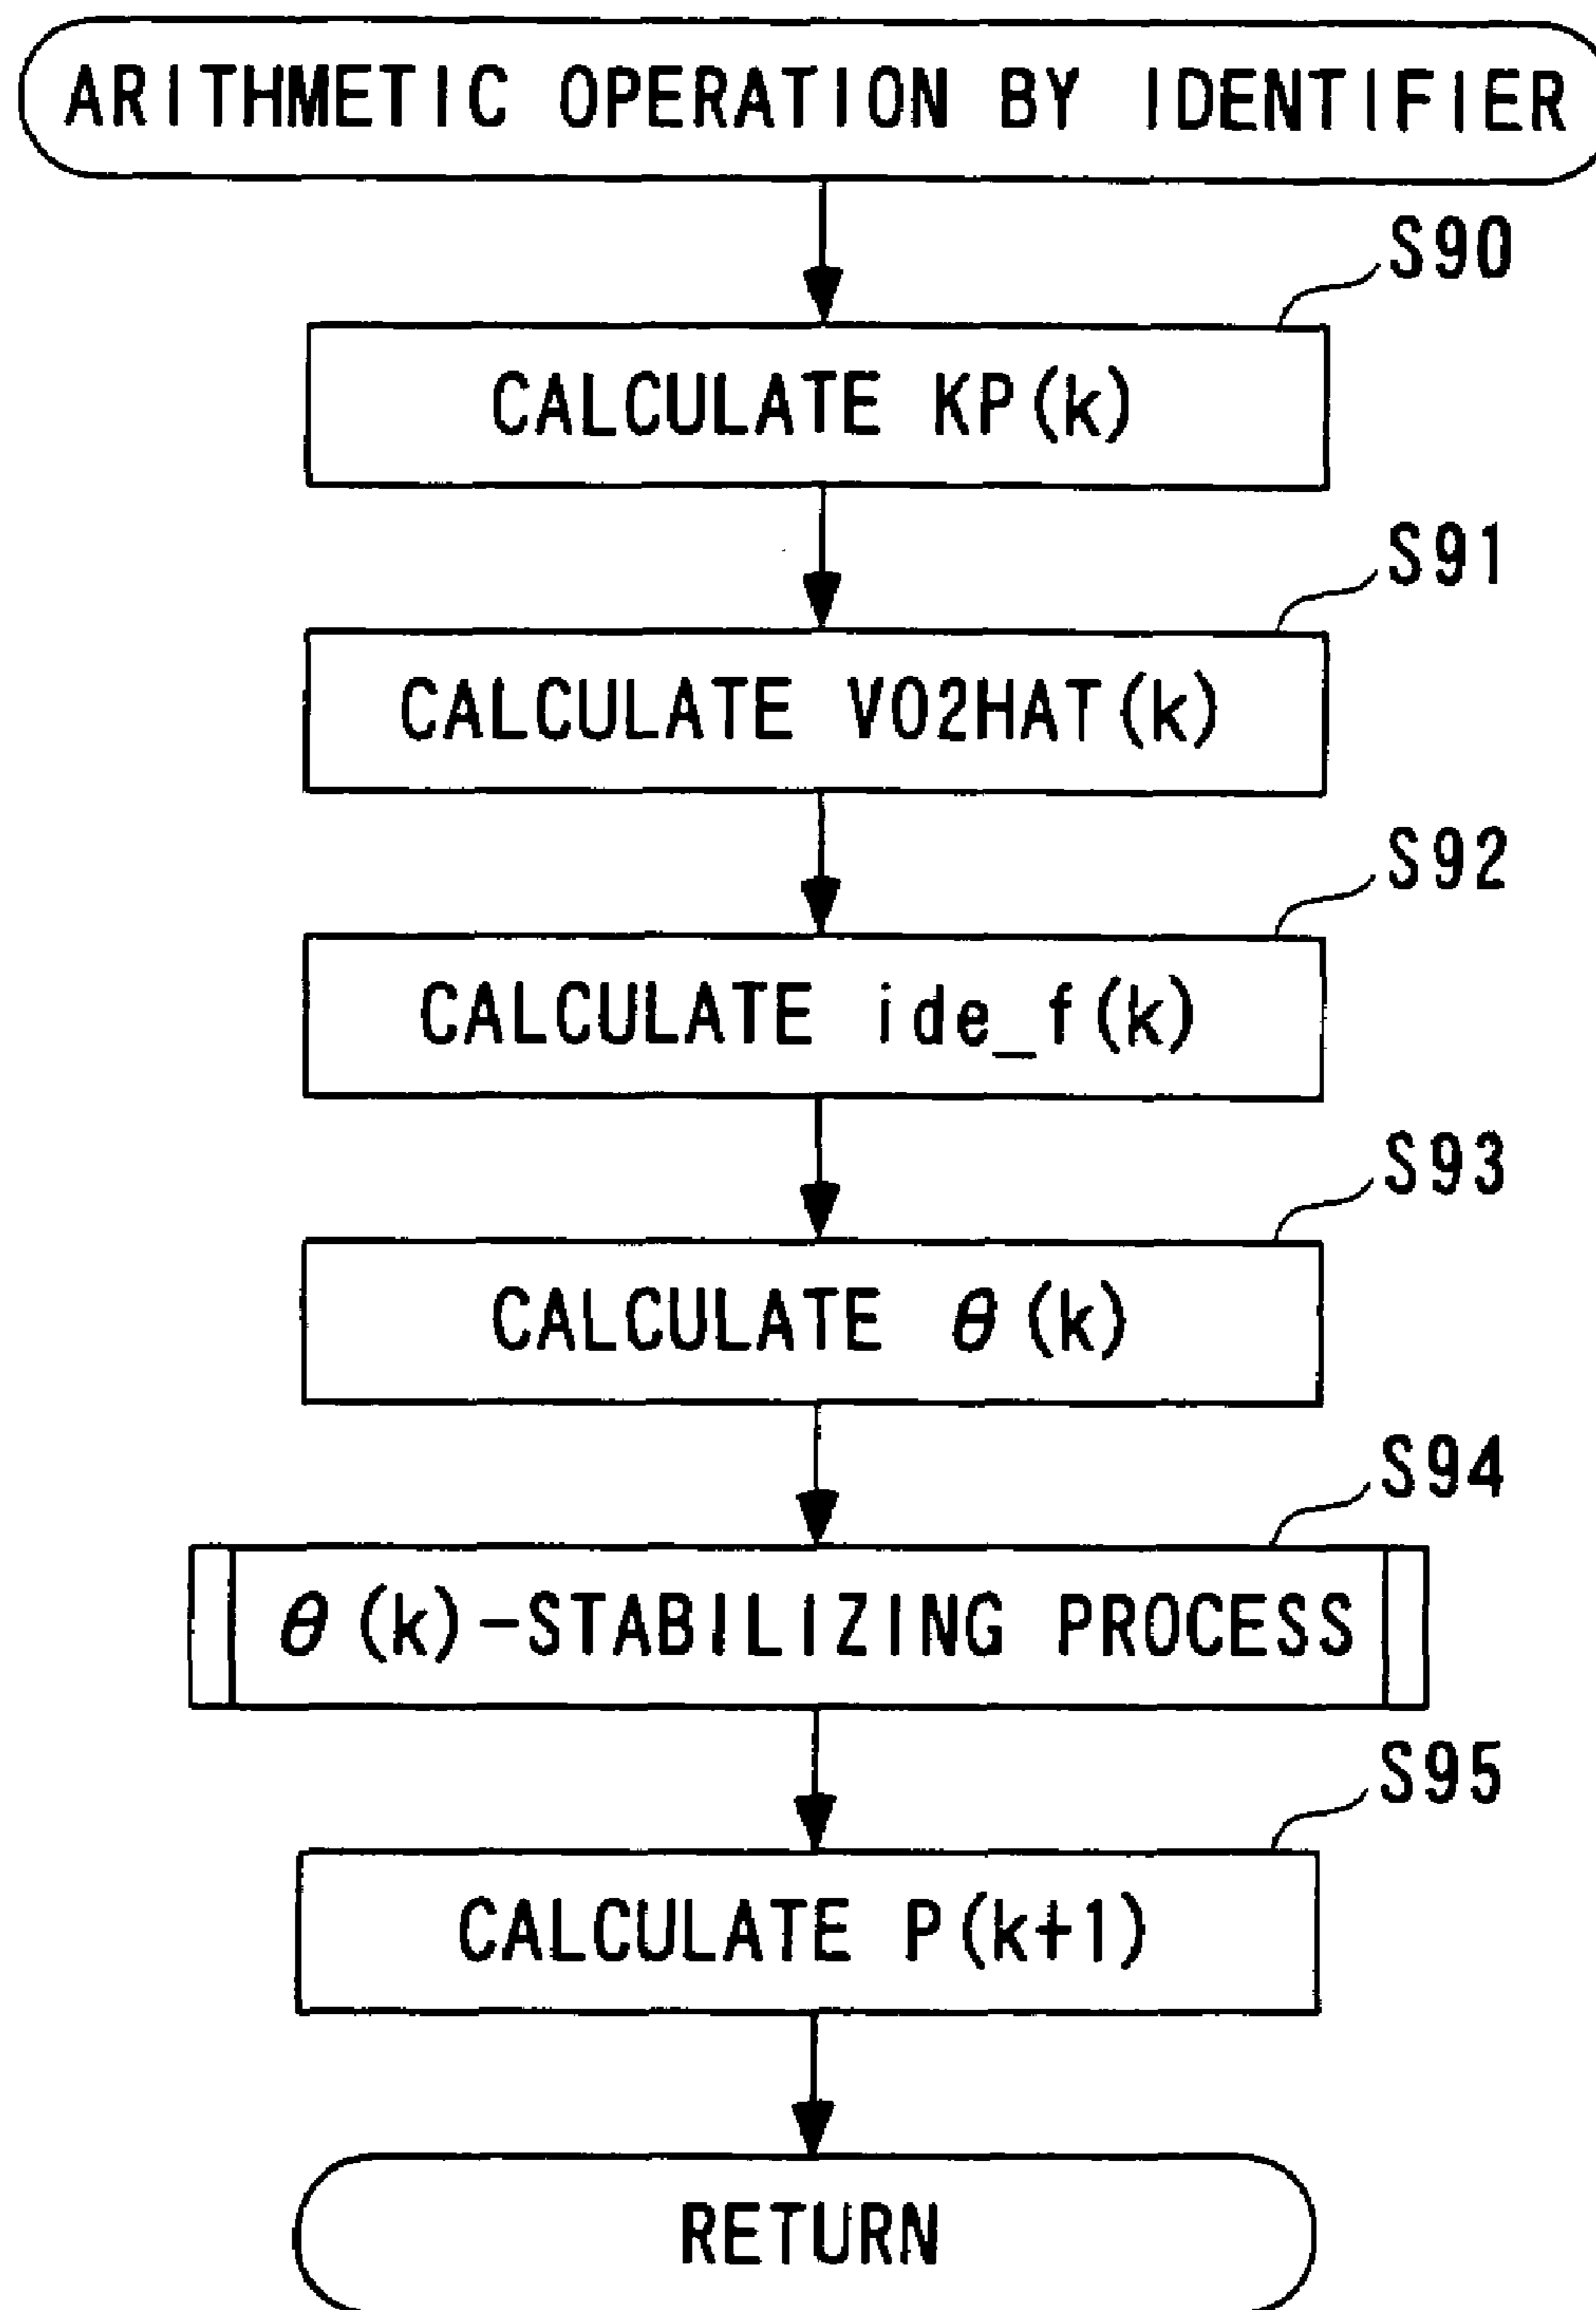 ARITHMETIC OPERATION BY IDENTIFIER
S90
CALCULATE KP(k)
S91
CALCULATE VO2HAT(k)
S92
CALCULATE ide_f(k)
S93
CALCULATE θ(k)
S94
θ(k)-STABILIZING PROCESS
S95
CALCULATE P(k+1)
RETURN